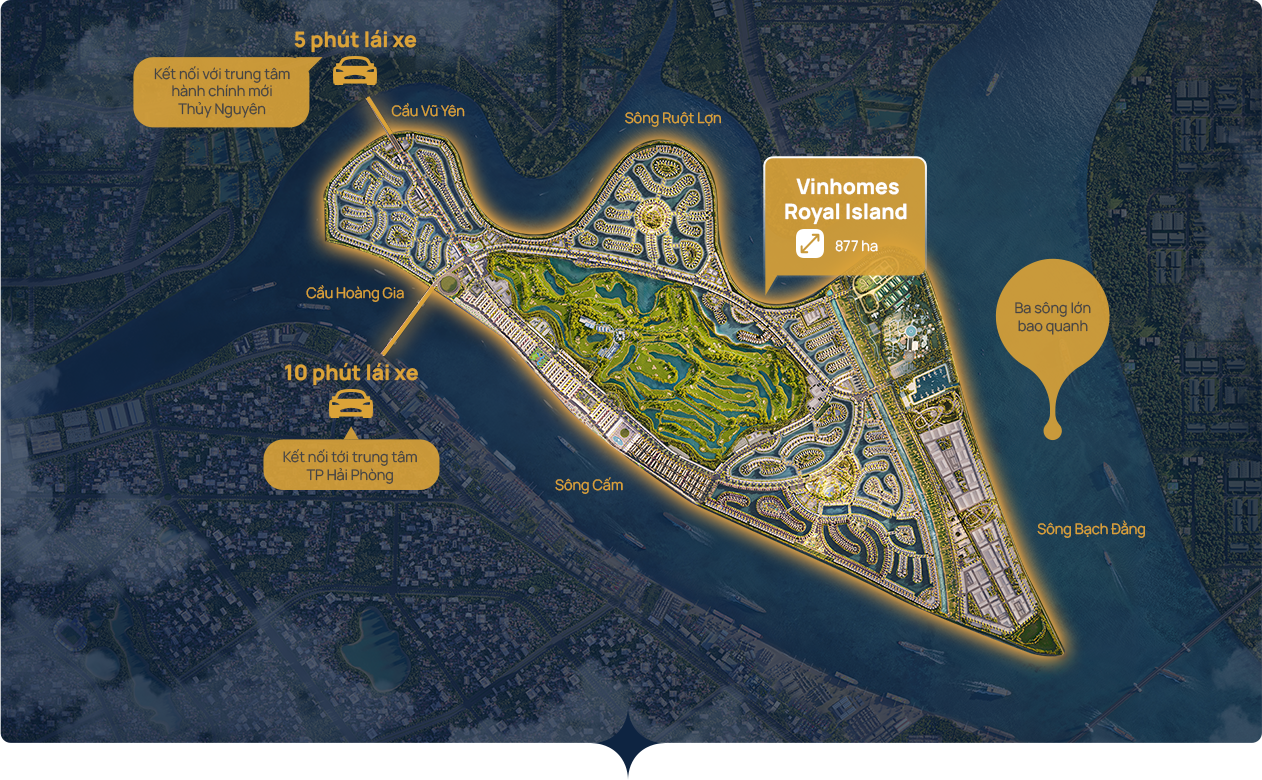 5 phút lái xe
Kết nối với trung tâm
hành chính mới
Thủy Nguyên
Cầu Vũ Yên
Sông Ruột Lợn
Vinhomes
Royal Island
877 ha
Cầu Hoàng Gia
Ba sông lớn
bao quanh
10 phút lái xe
Kết nối tới trung tâm
TP Hải Phòng
Sông Cấm
Sông Bạch Đằng